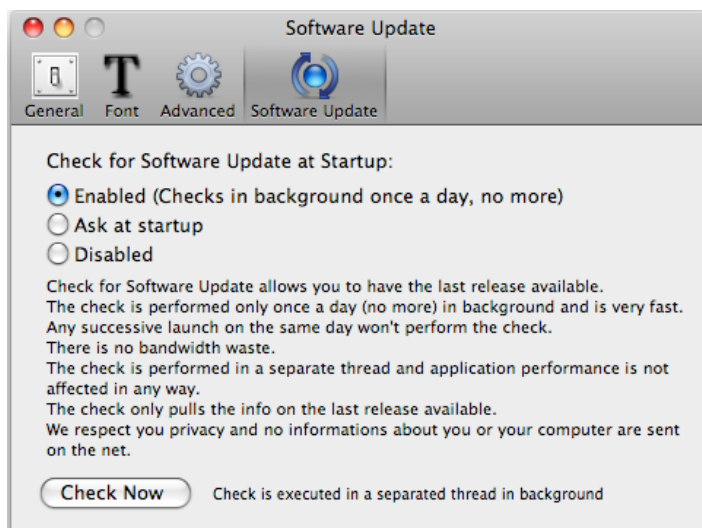 Software Update
General Font Advanced Software Update
Check for Software Update at Startup:
Enabled (Checks in background once a day, no more)
Ask at startup
Disabled
Check for Software Update allows you to have the last release available.
The check is performed only once a day (no more) in background and is very fast.
Any successive launch on the same day won't perform the check.
There is no bandwidth waste.
The check is performed in a separate thread and application performance is not
affected in any way.
The check only pulls the info on the last release available.
We respect you privacy and no informations about you or your computer are sent
on the net.
Check Now Check is executed in a separated thread in background